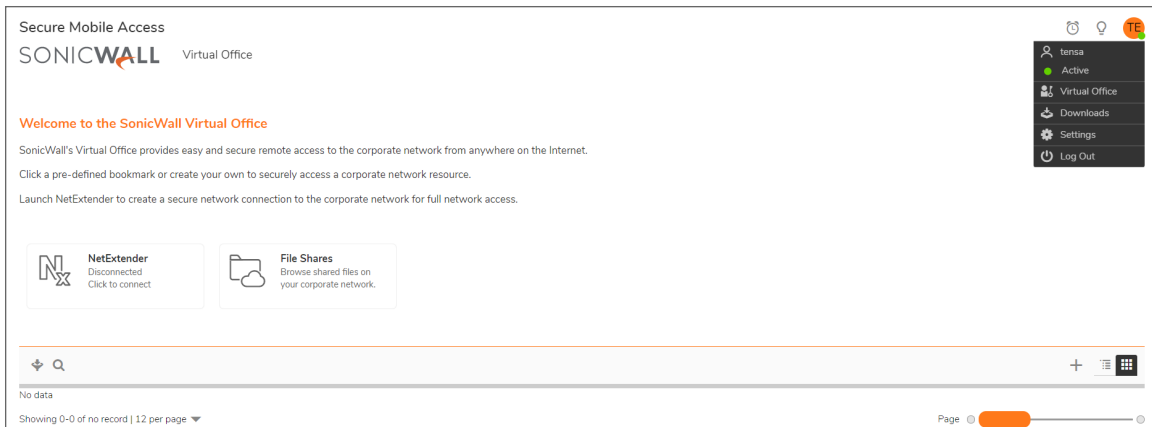 Secure Mobile Access
TE
SONICWALL Virtual Office
tensa
Active
Virtual Office
Downloads
Settings
Log Out
Welcome to the SonicWall Virtual Office
SonicWall's Virtual Office provides easy and secure remote access to the corporate network from anywhere on the Internet.
Click a pre-defined bookmark or create your own to securely access a corporate network resource.
Launch NetExtender to create a secure network connection to the corporate network for full network access.
Nx
NetExtender
Disconnected
Click to connect
File Shares
Browse shared files on
your corporate network.
No data
Showing 0-0 of no record | 12 per page
Page